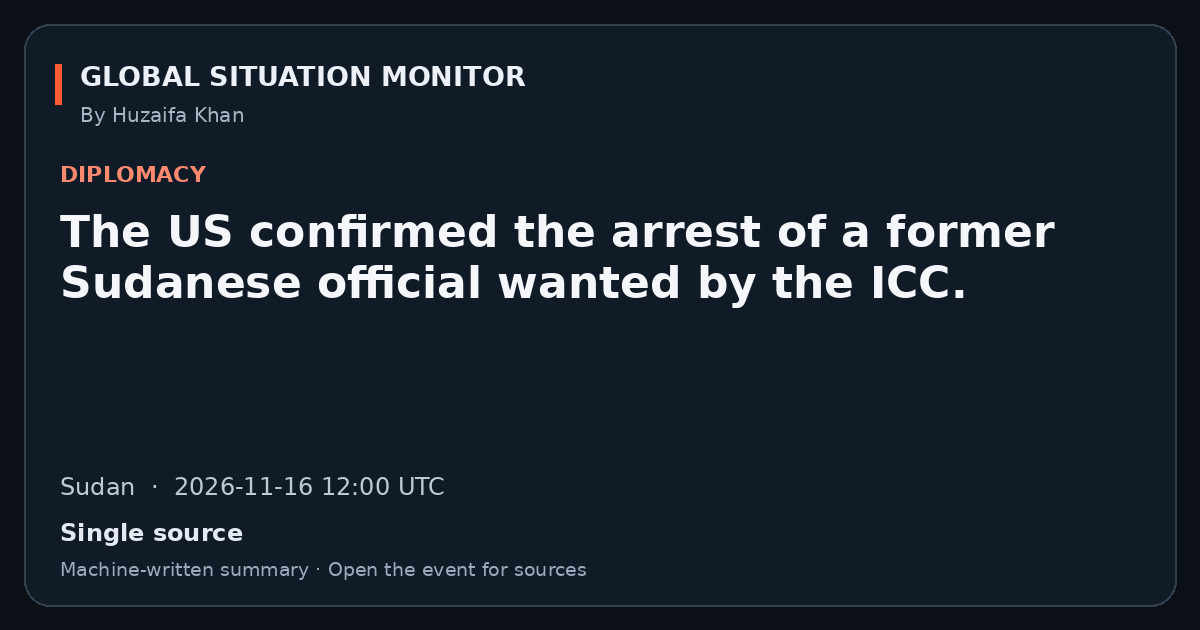 GLOBAL SITUATION MONITOR
By Huzaifa Khan
DIPLOMACY
The US confirmed the arrest of a former
Sudanese official wanted by the ICC.
Sudan · 2026-11-16 12:00 UTC
Single source
Machine-written summary · Open the event for sources